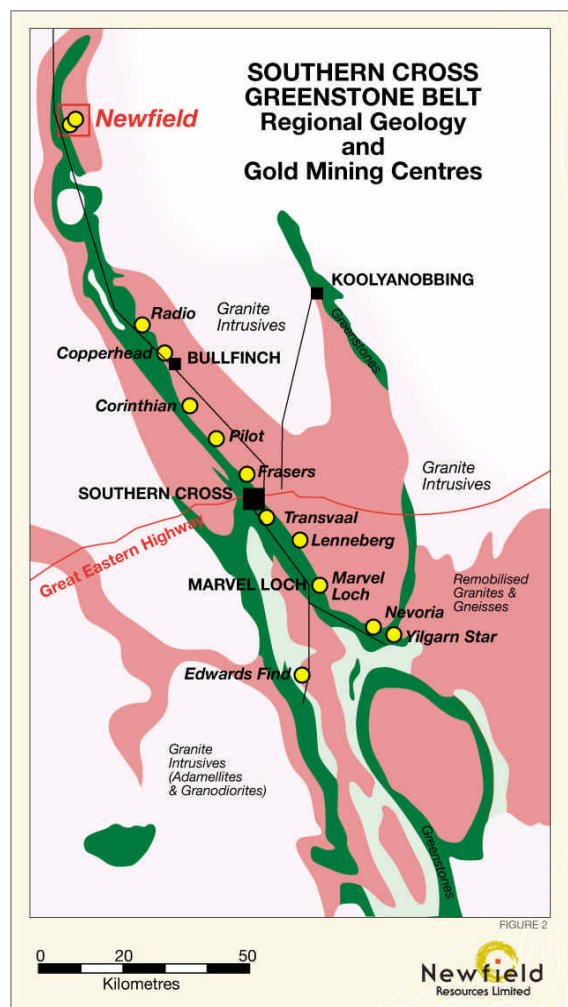 SOUTHERN CROSS
GREENSTONE BELT
Regional Geology
and
Gold Mining Centres
Newfield
KOOLYANOBBING
Greenstones
Granite
Intrusives
Radio
Copperhead
BULLFINCH
Corinthian
Pilot
Frasers
Granite
Intrusives
SOUTHERN CROSS
Transvaal
Great Eastern Highway
Lenneberg
MARVEL LOCH
Marvel
Loch
Remobilised
Granites &
Gneisses
Nevoria
Yilgarn Star
Edwards Find
Granite
Intrusives
(Adamellites
& Granodiorites)
Greenstones
FIGURE 2
0 20 50
Kilometres
Newfield
Resources Limited